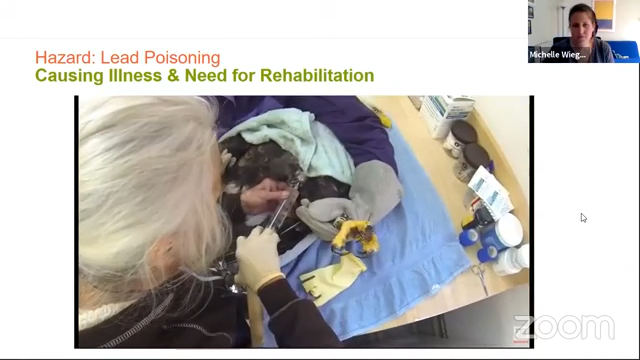 Hazard: Lead Poisoning
Causing Illness & Need for Rehabilitation
Michelle Wieg...
zoom